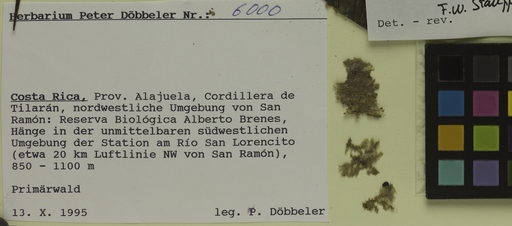 Herbarium Peter Döbbeler Nr.: 6000
F.W. 
Det. - rev.
Costa Rica, Prov. Alajuela, Cordillera de
Tilarán, nordwestliche Umgebung von San
Ramón: Reserva Biológica Alberto Brenes,
Hänge in der unmittelbaren südwestlichen
Umgebung der Station am Río San Lorencito
(etwa 20 km Luftlinie NW von San Ramón),
850 - 1100 m
Primärwald
13. X. 1995 leg. P. Döbbeler